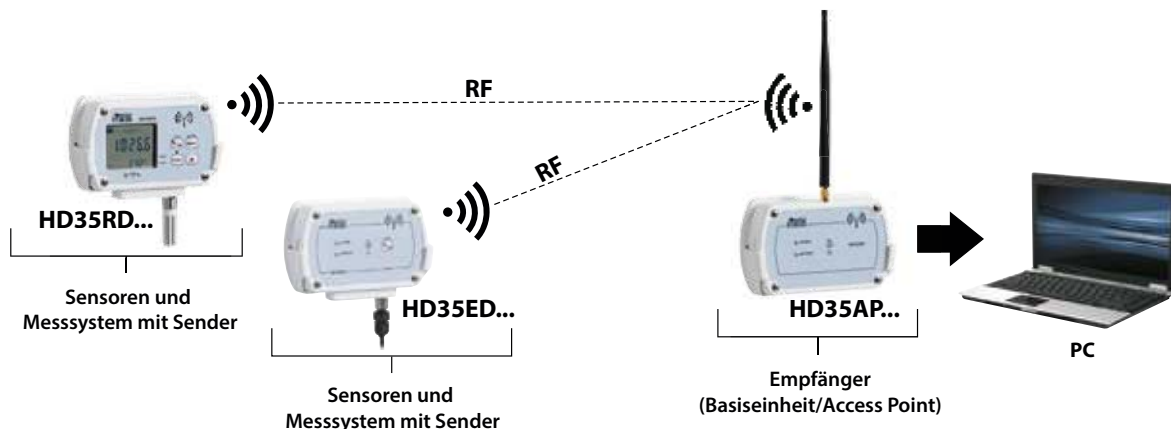 RF
RF
HD35RD...
Sensoren und
Messsystem mit Sender
HD35ED...
Sensoren und
Messsystem mit Sender
HD35AP...
Empfänger
(Basiseinheit/Access Point)
PC